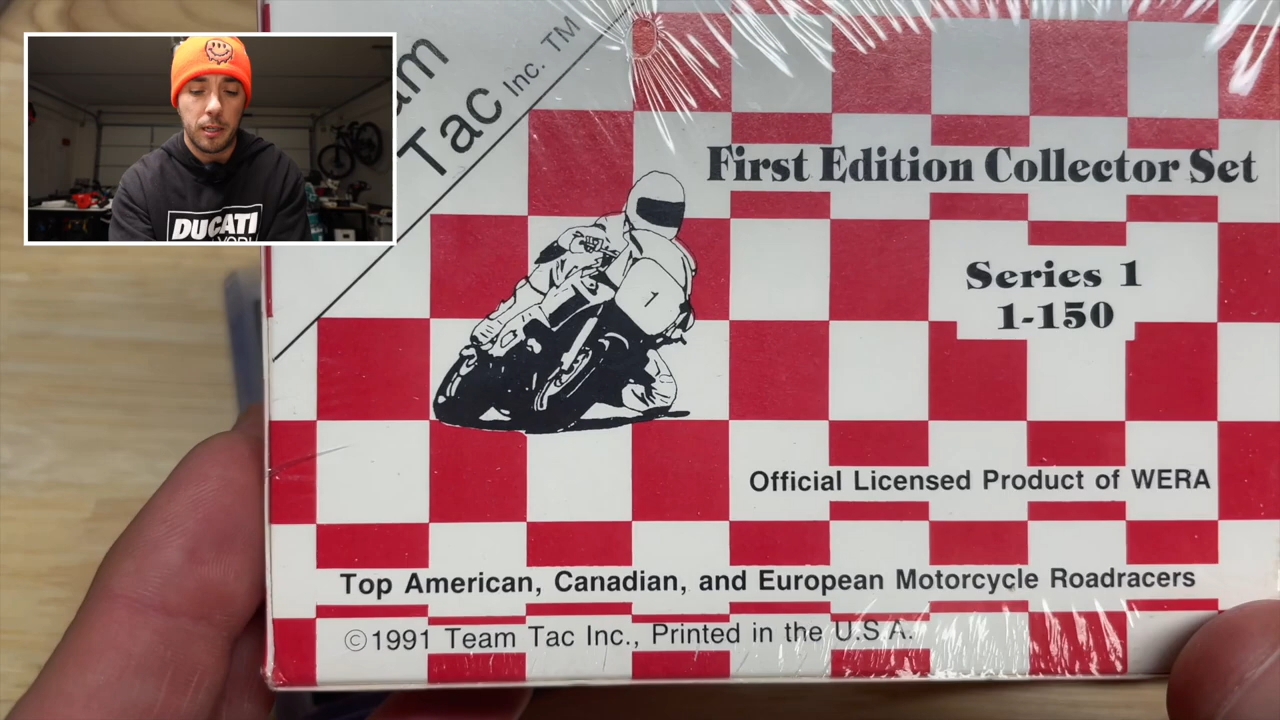 Tac Inc.™
First Edition Collector Set
Series 1
1-150
1
Official Licensed Product of WERA
Top American, Canadian, and European Motorcycle Roadracers
©1991 Team Tac Inc., Printed in the U.S.A.
DUCATI